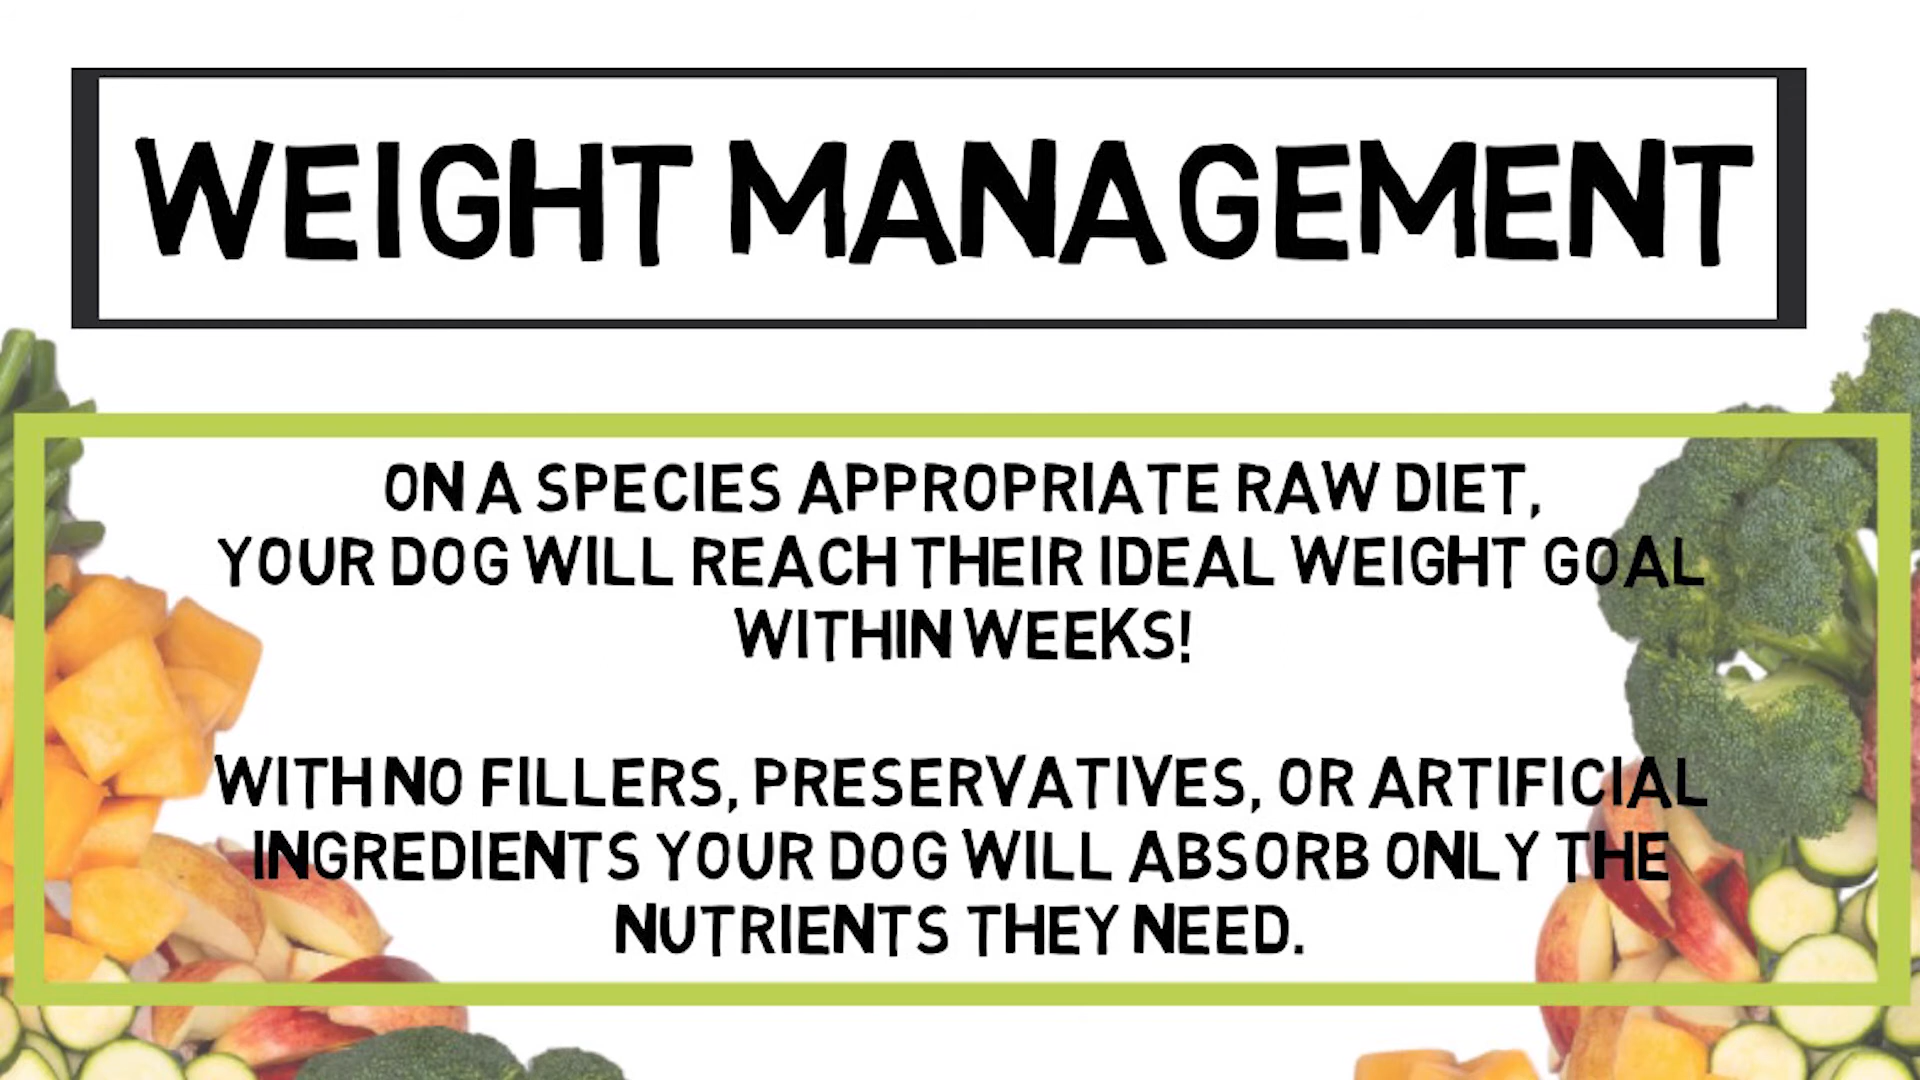 WEIGHT MANAGEMENT
ON A SPECIES APPROPRIATE RAW DIET,
YOUR DOG WILL REACH THEIR IDEAL WEIGHT GOAL
WITHIN WEEKS!
WITH NO FILLERS, PRESERVATIVES, OR ARTIFICIAL
INGREDIENTS YOUR DOG WILL ABSORB ONLY THE
NUTRIENTS THEY NEED.